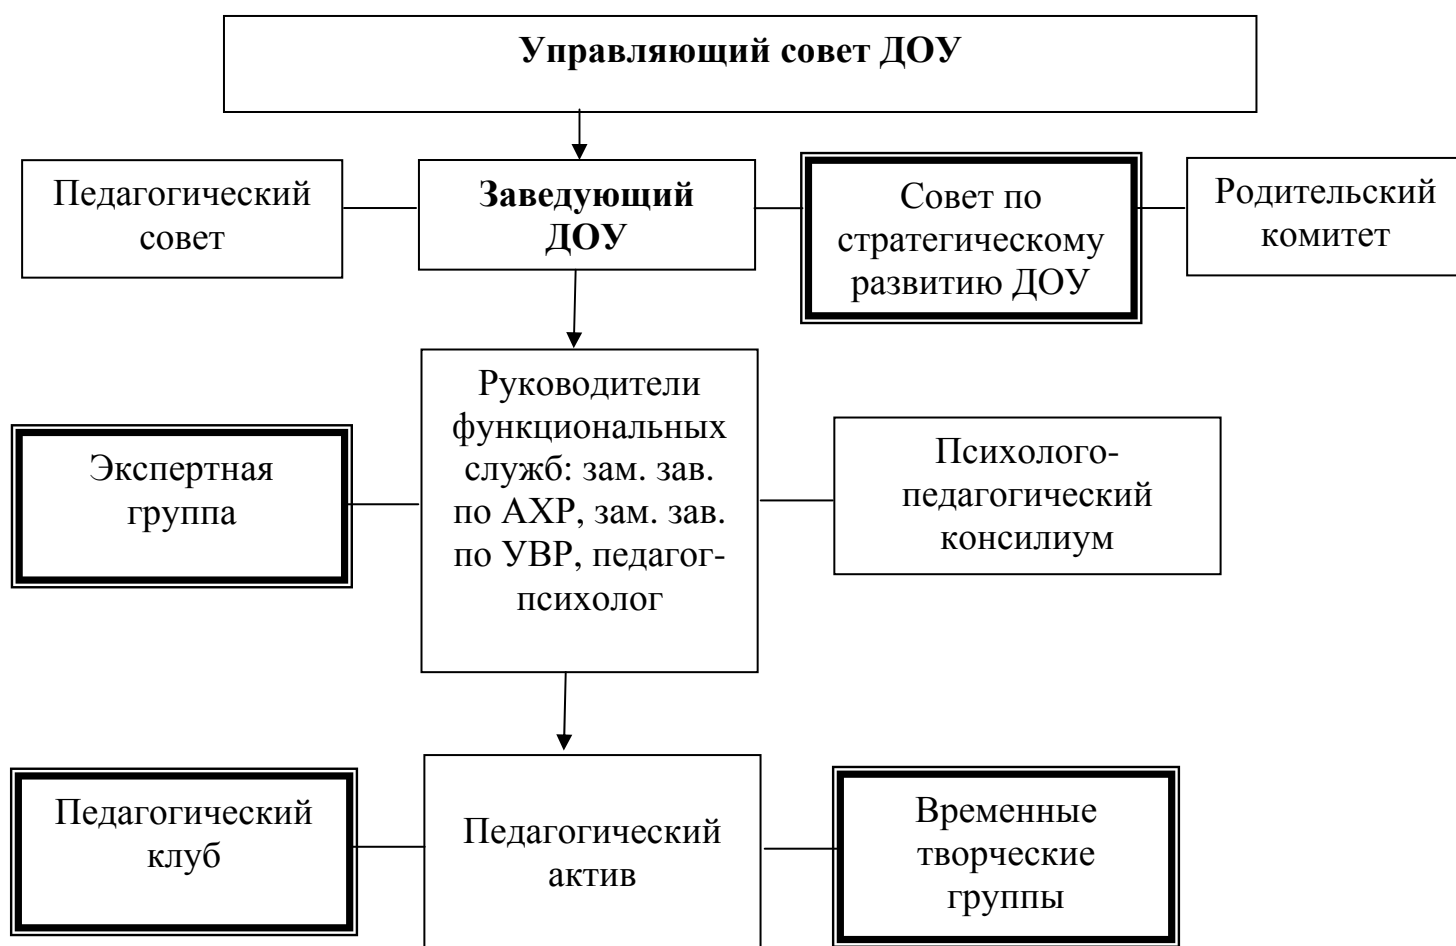 Управляющий совет ДОУ
Педагогический
совет
Заведующий
ДОУ
Совет по
стратегическому
развитию ДОУ
Родительский
комитет
Экспертная
группа
Руководители
функциональных
служб: зам. зав.
по АХР, зам. зав.
по УВР, педагог-
психолог
Психолого-
педагогический
консилиум
Педагогический
клуб
Педагогический
актив
Временные
творческие
группы